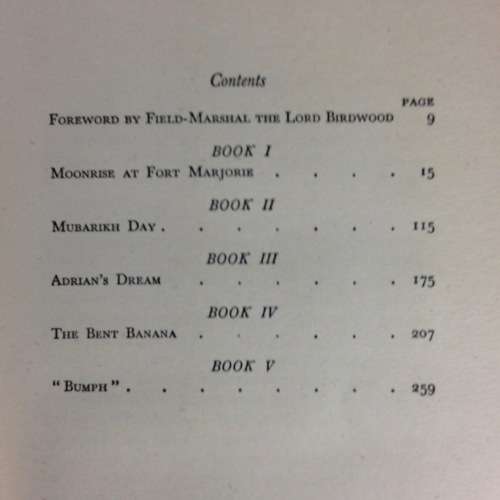 Contents
PAGE
Foreword by Field-Marshal the Lord Birdwood 9
BOOK I
Moonrise at Fort Marjorie . . . . 15
BOOK II
Mubarikh Day . . . . . . 115
BOOK III
Adrian's Dream . . . . . 175
BOOK IV
The Bent Banana . . . . . 207
BOOK V
"Bumph" . . . . . . . 259